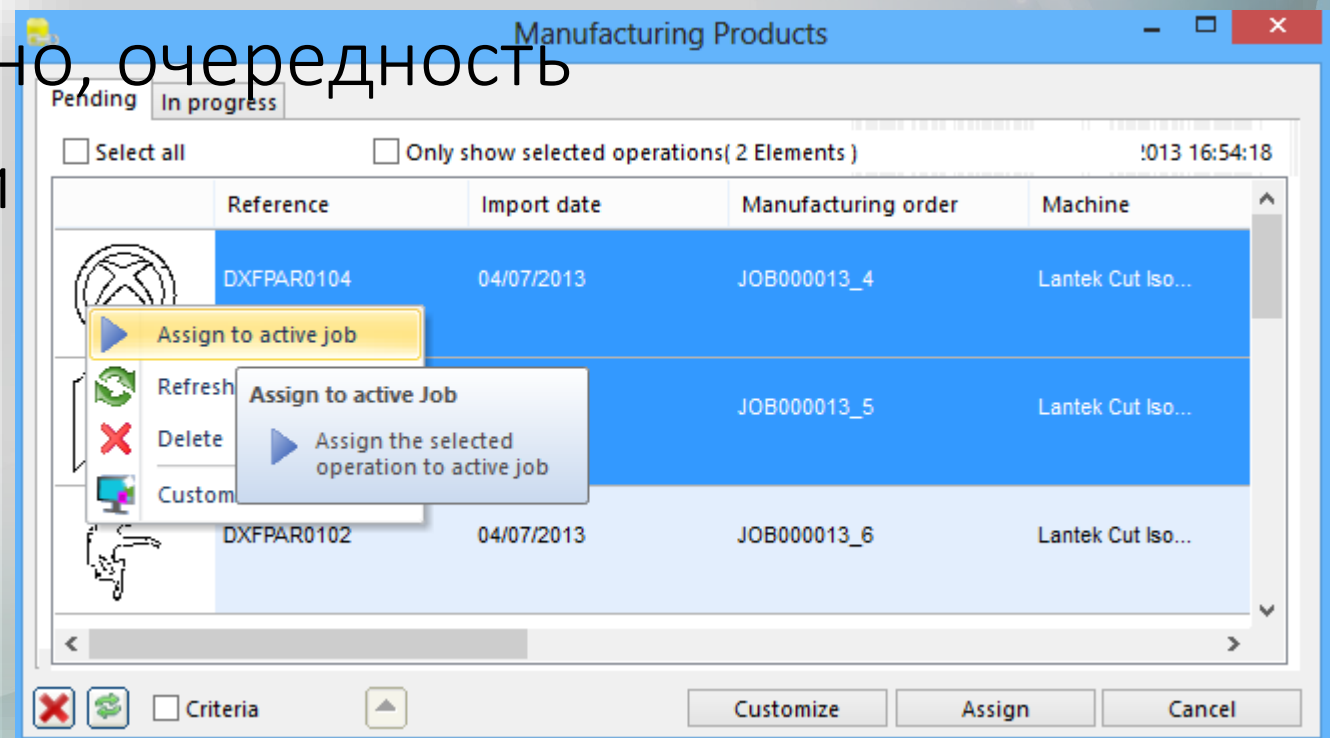 Manufacturing Products
но, очередность
Pending In progress
Select all Only show selected operations( 2 Elements ) 2013 16:54:18
и
Reference Import date Manufacturing order Machine
DXFPAR0104 04/07/2013 JOB000013_4 Lantek Cut Iso...
Assign to active job
Refresh
Assign to active Job
JOB000013_5 Lantek Cut Iso...
Delete
Assign the selected
operation to active job
Custom
DXFPAR0102 04/07/2013 JOB000013_6 Lantek Cut Iso...
Criteria Customize Assign Cancel